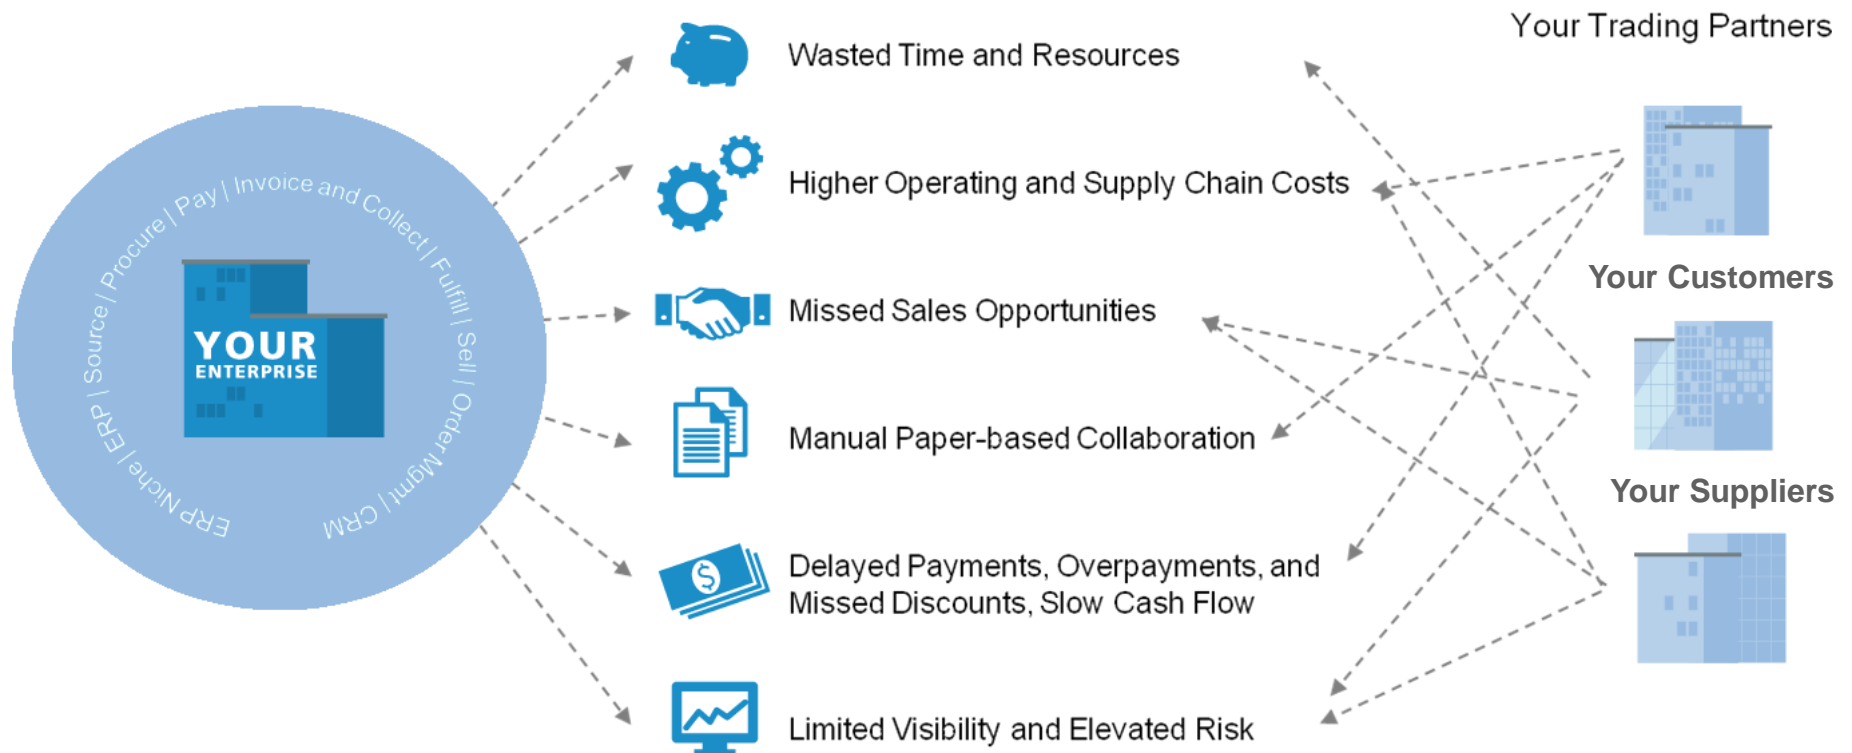 Your Trading Partners
Wasted Time and Resources
Higher Operating and Supply Chain Costs
Missed Sales Opportunities
Manual Paper-based Collaboration
Delayed Payments, Overpayments, and
Missed Discounts, Slow Cash Flow
Limited Visibility and Elevated Risk
ERP Niche | ERP | Source | Procure | Pay | Invoice and Collect | Fulfill | Sell | Order Mgmt | CRM
YOUR
ENTERPRISE
Your Customers
Your Suppliers